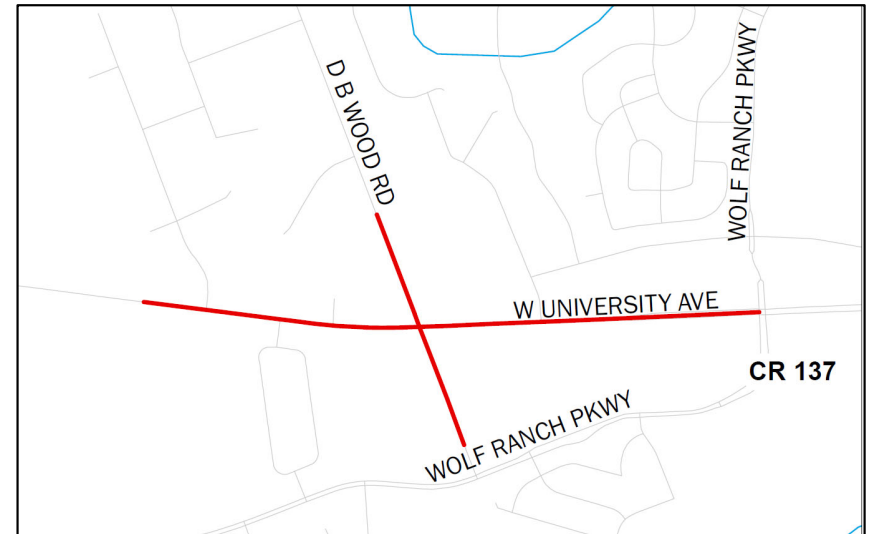 D B WOOD RD
WOLF RANCH PKWY
W UNIVERSITY AVE
CR 137
WOLF RANCH PKWY